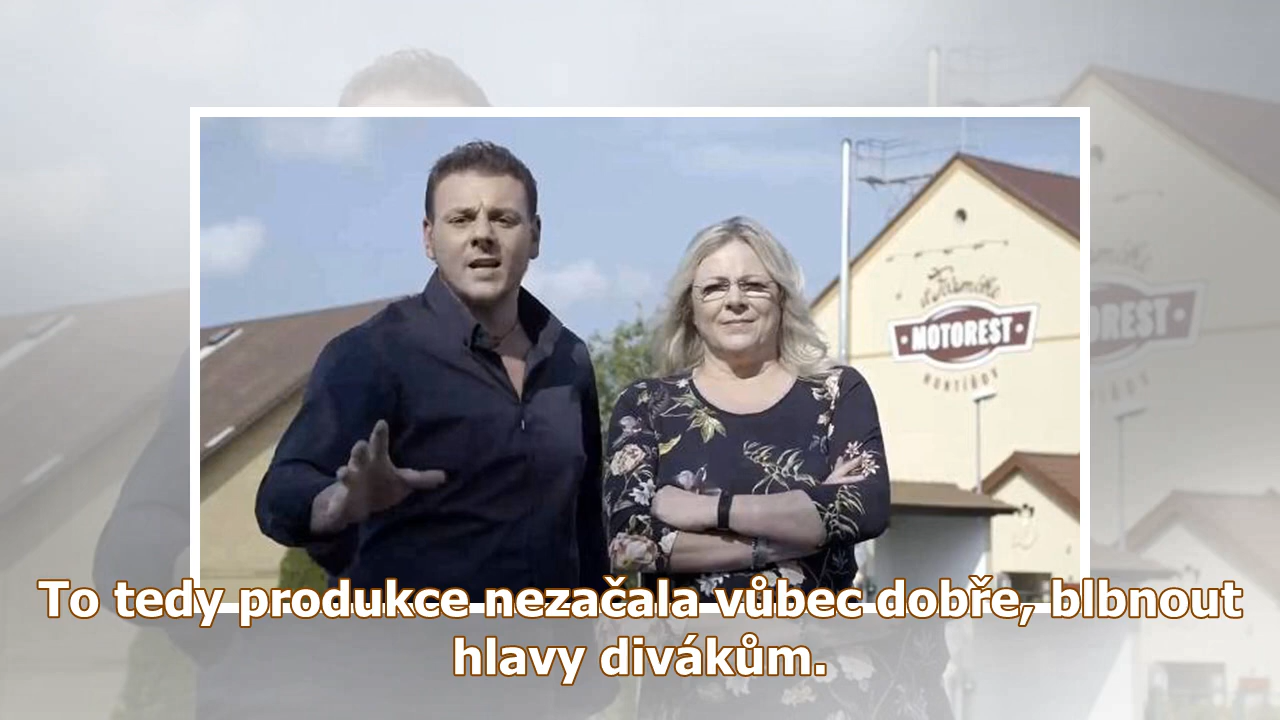 MOTOREST
To tedy produkce nezačala vůbec dobře, blbnout
hlavy divákům.